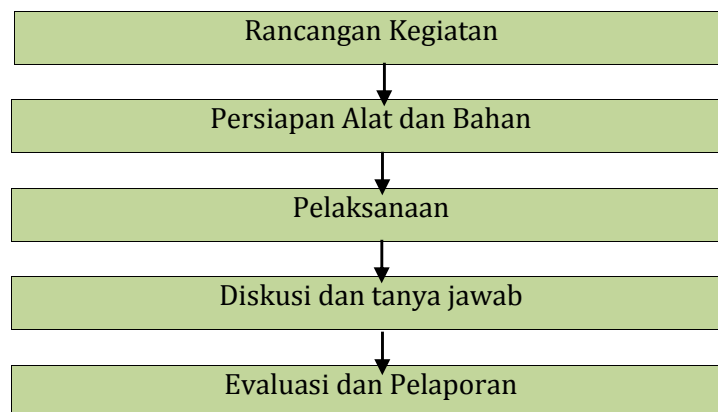 Rancangan Kegiatan
Persiapan Alat dan Bahan
Pelaksanaan
Diskusi dan tanya jawab
Evaluasi dan Pelaporan